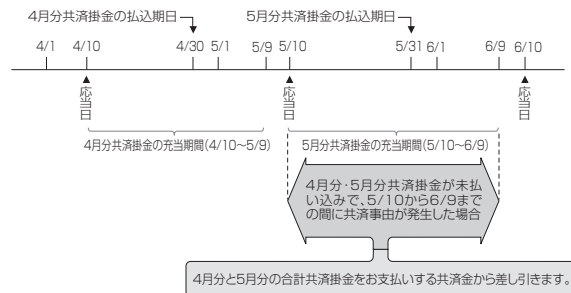 4月分共済掛金の払込期日
5月分共済掛金の払込期日
4/1
4/10
4/30
5/1
5/9
5/10
5/31
6/1
6/9
6/10
応当日
応当日
応当日
4月分共済掛金の充当期間(4/10～5/9)
5月分共済掛金の充当期間(5/10～6/9)
4月分・5月分共済掛金が未払
い込みで、5/10から6/9まで
の間に共済事由が発生した場合
4月分と5月分の合計共済掛金をお支払いする共済金から差し引きます。